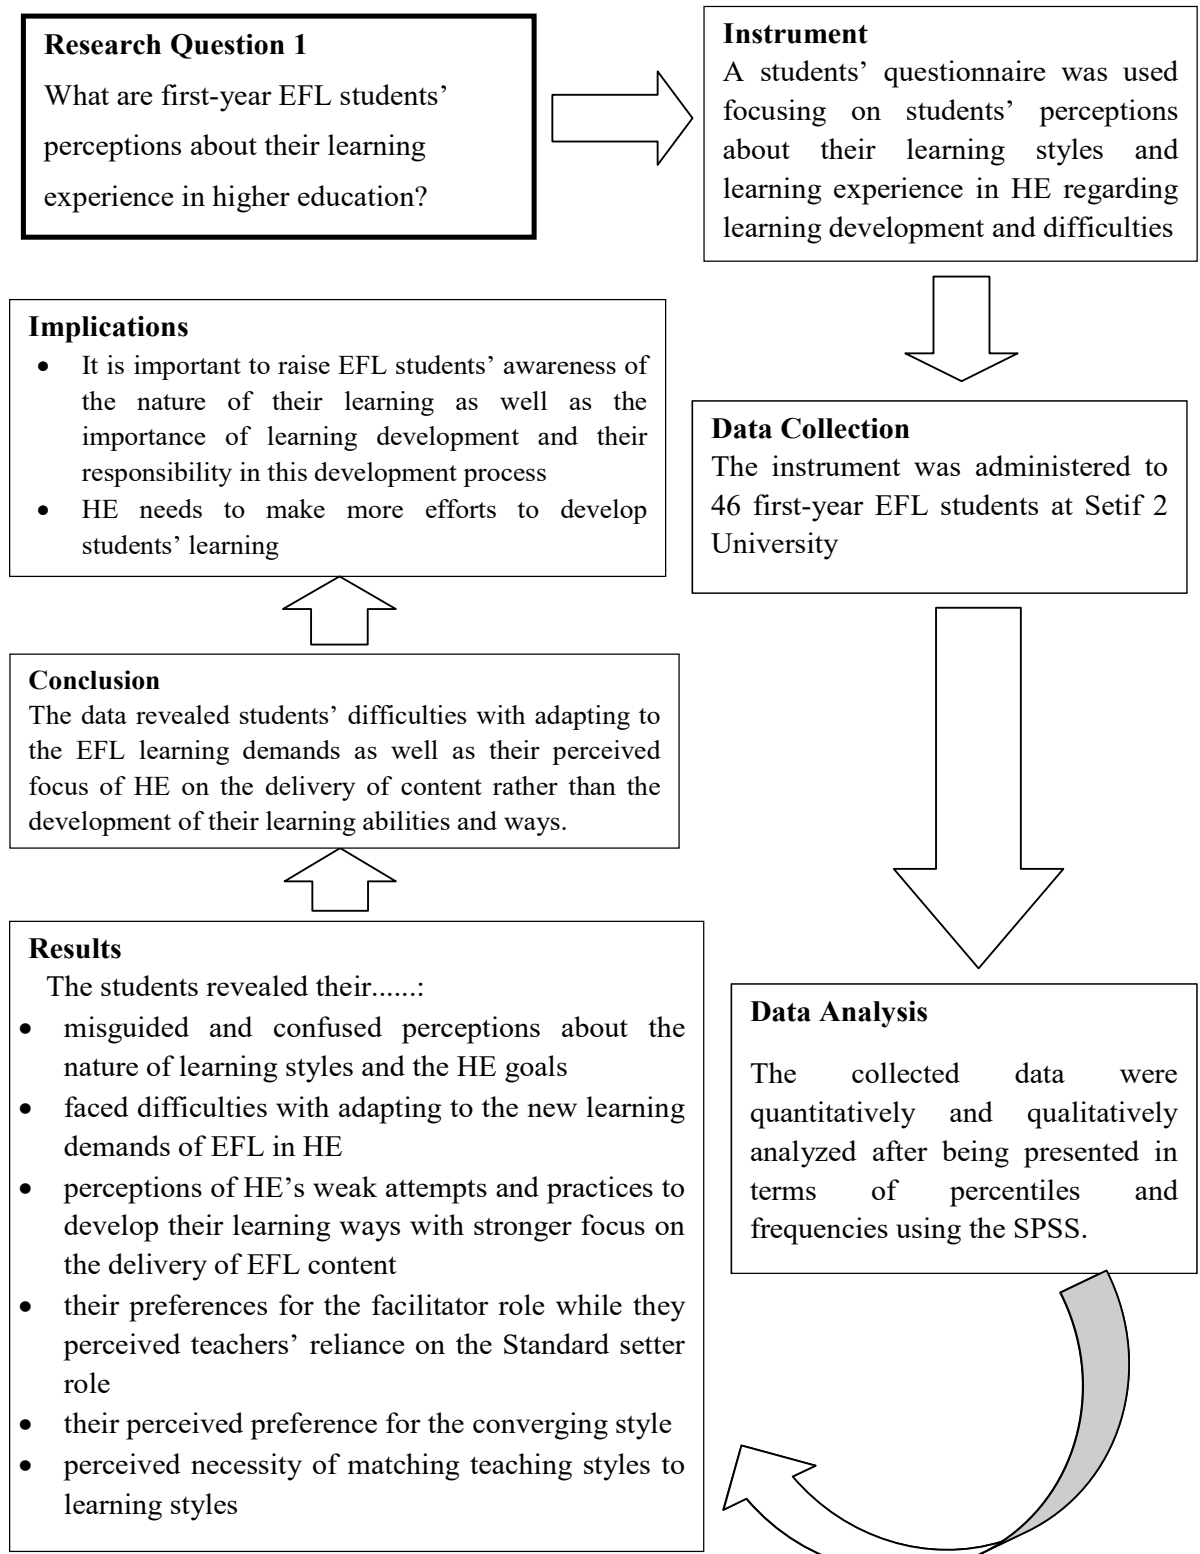 Research Question 1
What are first-year EFL students’
perceptions about their learning
experience in higher education?
Instrument
A students’ questionnaire was used
focusing on students’ perceptions
about their learning styles and
learning experience in HE regarding
learning development and difficulties
Data Collection
The instrument was administered to
46 first-year EFL students at Setif 2
University
Data Analysis
The collected data were
quantitatively and qualitatively
analyzed after being presented in
terms of percentiles and
frequencies using the SPSS.
Results
The students revealed their......:
• misguided and confused perceptions about the
nature of learning styles and the HE goals
• faced difficulties with adapting to the new learning
demands of EFL in HE
• perceptions of HE’s weak attempts and practices to
develop their learning ways with stronger focus on
the delivery of EFL content
• their preferences for the facilitator role while they
perceived teachers’ reliance on the Standard setter
role
• their perceived preference for the converging style
• perceived necessity of matching teaching styles to
learning styles
Conclusion
The data revealed students’ difficulties with adapting to
the EFL learning demands as well as their perceived
focus of HE on the delivery of content rather than the
development of their learning abilities and ways.
Implications
• It is important to raise EFL students’ awareness of
the nature of their learning as well as the
importance of learning development and their
responsibility in this development process
• HE needs to make more efforts to develop
students’ learning